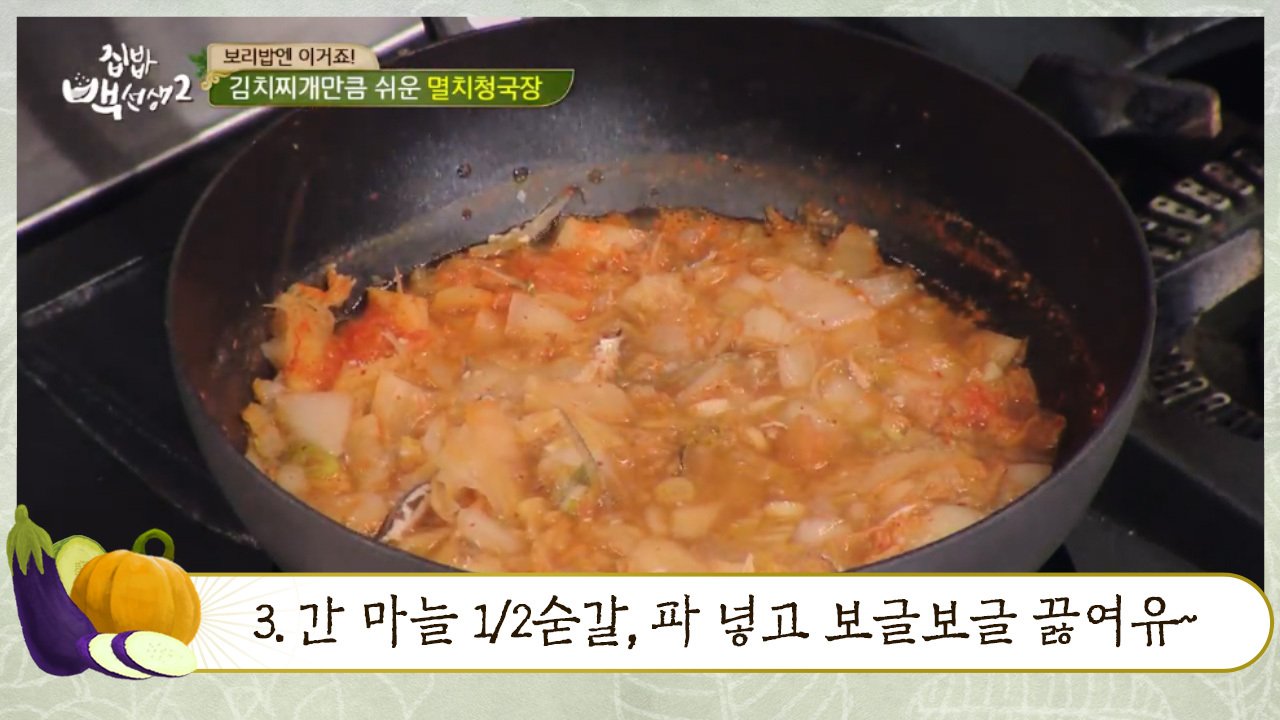 집밥
백선생2
보리밥엔 이거죠!
김치찌개만큼 쉬운 멸치청국장
3. 간 마늘 1/2숟갈, 파 넣고 보글보글 끓여유~